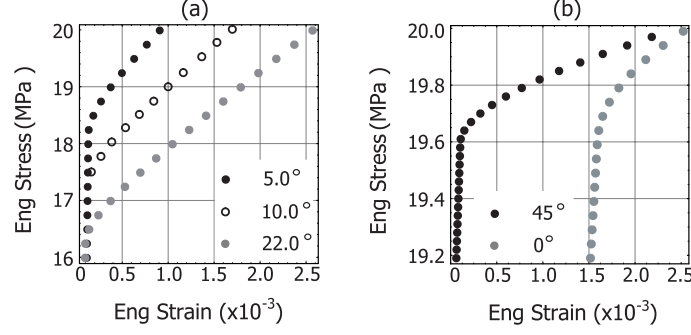 (a)
20
19
18
17
16
Eng Stress (MPa)
5.0°
10.0°
22.0°
0 0.5 1.0 1.5 2.0 2.5
Eng Strain (x10⁻³)
(b)
20.0
19.8
19.6
19.4
19.2
Eng Stress (MPa)
45°
0°
0 0.5 1.0 1.5 2.0 2.5
Eng Strain (x10⁻³)